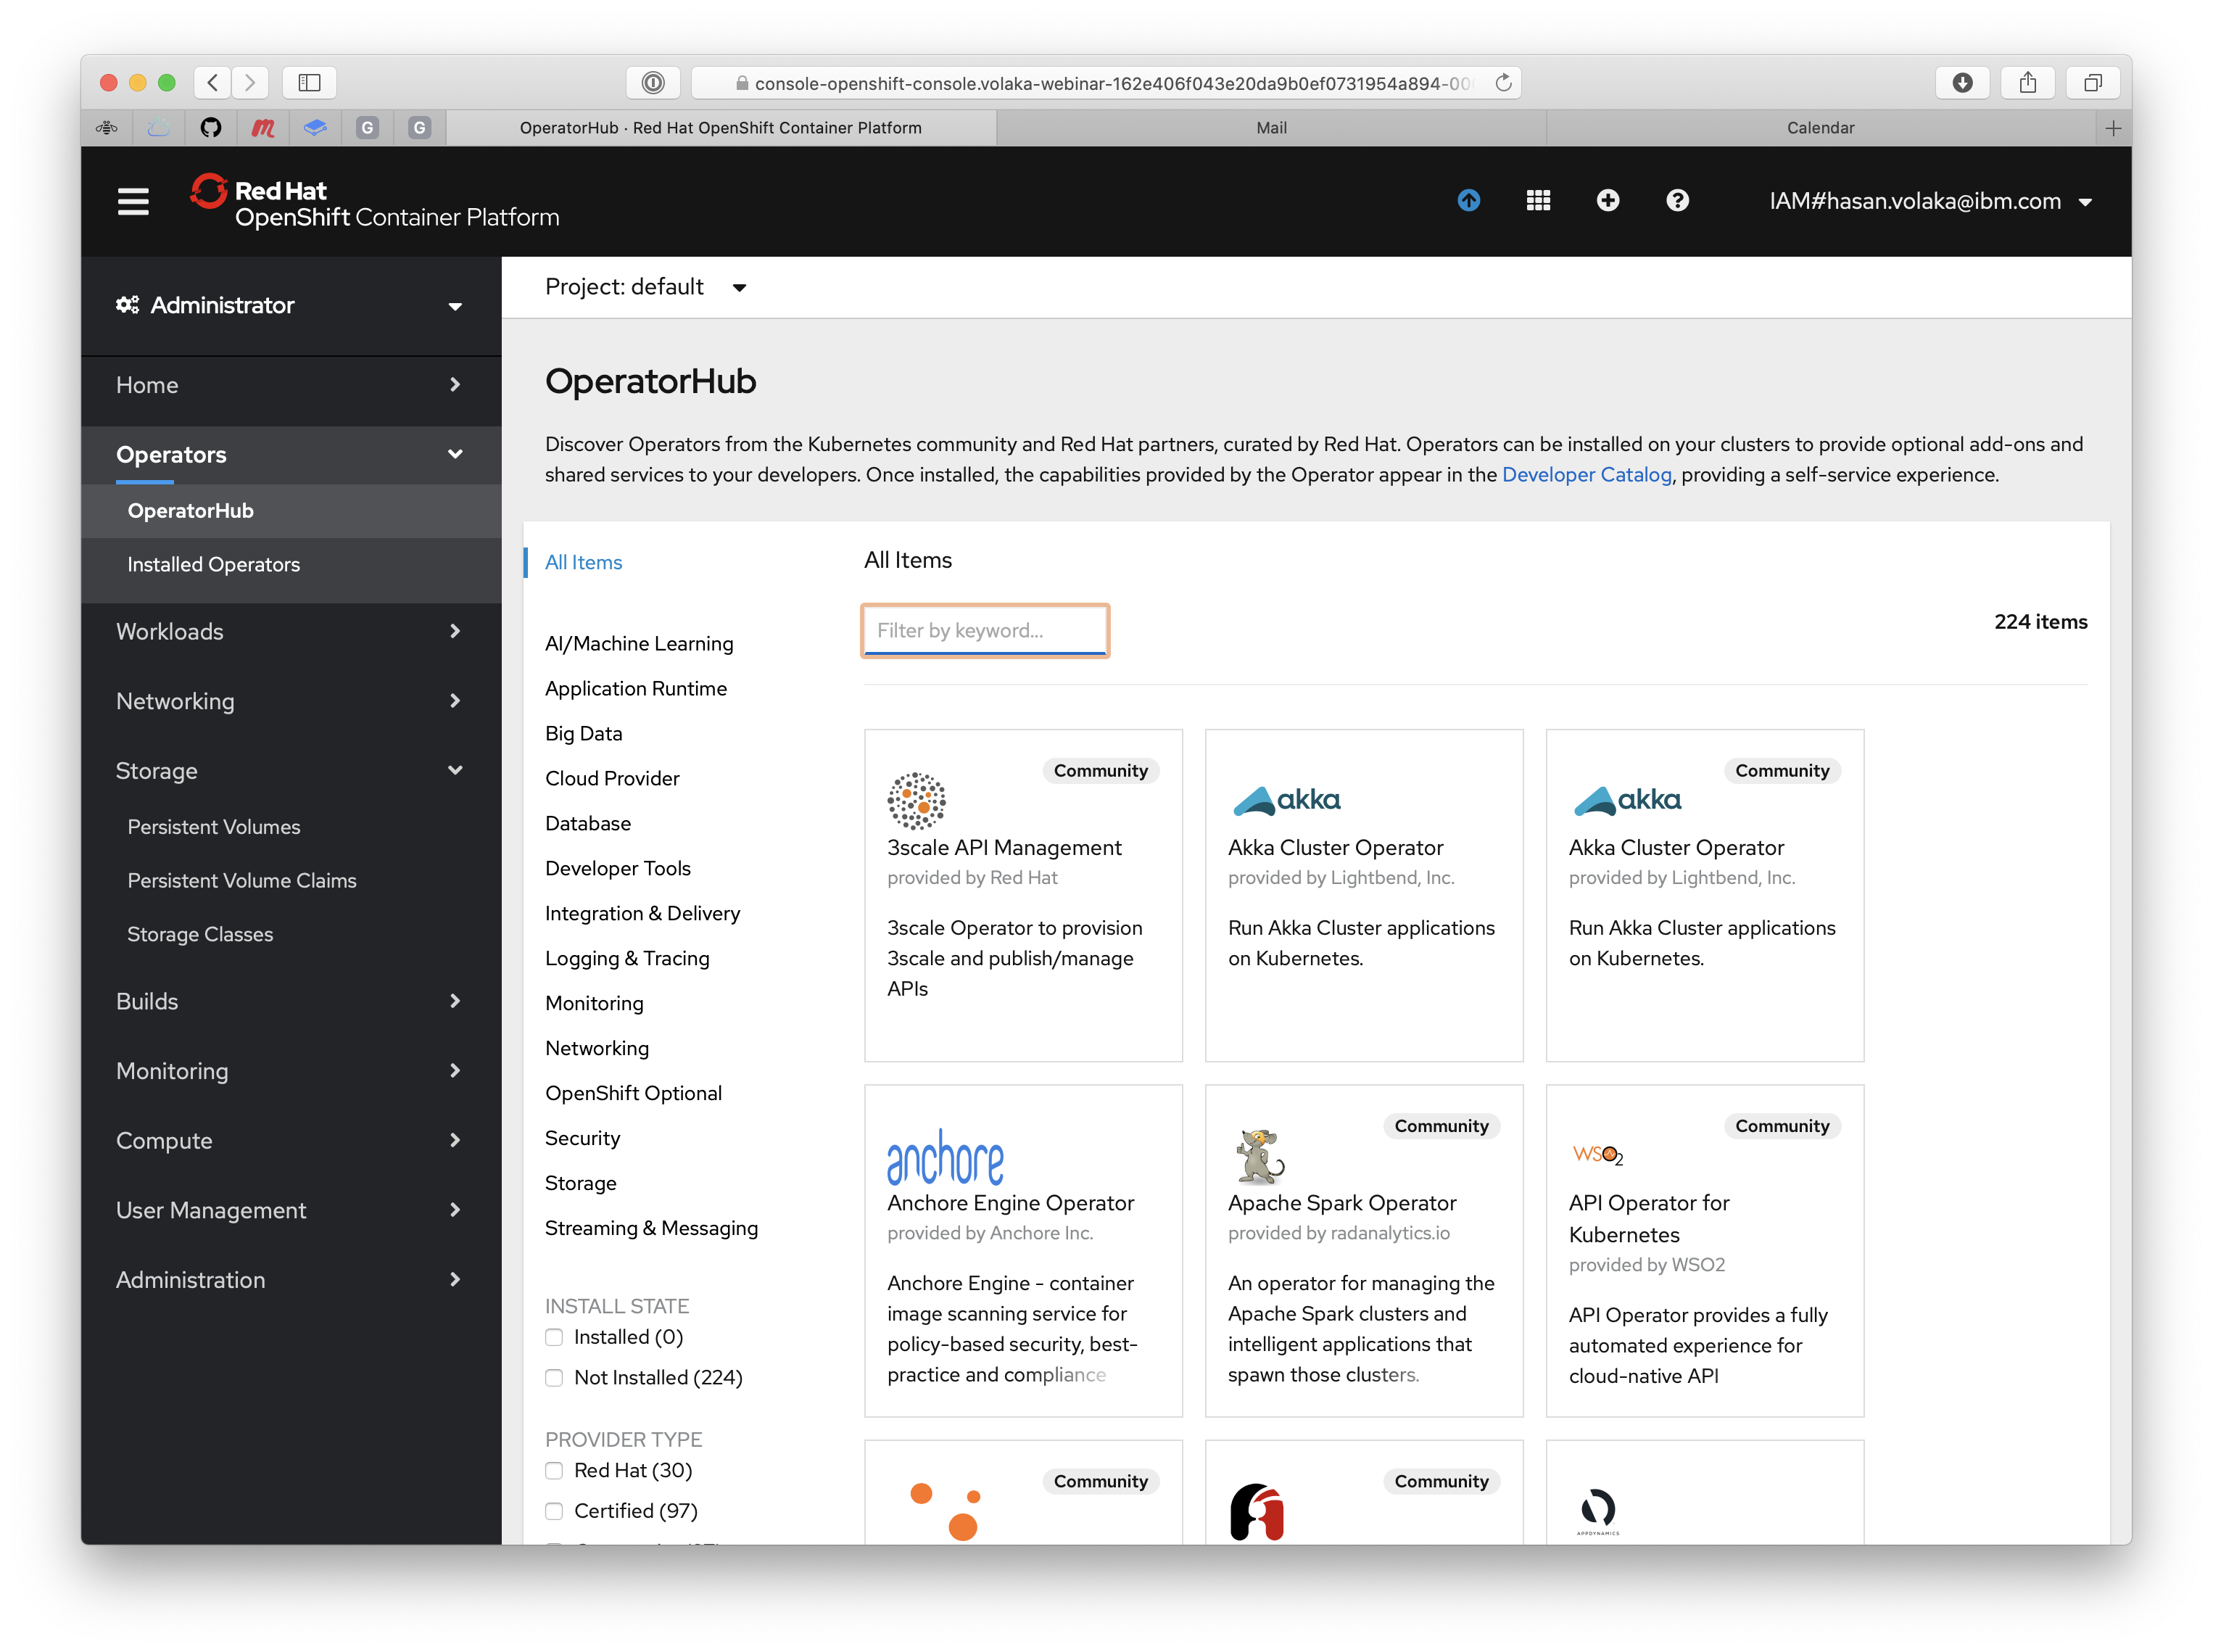 console-openshift-console.volaka-webinar-162e406f043e20da9b0ef0731954a894-00
G
G
OperatorHub · Red Hat OpenShift Container Platform
Mail
Calendar
Red Hat
OpenShift Container Platform
IAM#hasan.volaka@ibm.com
Administrator
Home
Operators
OperatorHub
Installed Operators
Workloads
Networking
Storage
Persistent Volumes
Persistent Volume Claims
Storage Classes
Builds
Monitoring
Compute
User Management
Administration
Project: default
OperatorHub
Discover Operators from the Kubernetes community and Red Hat partners, curated by Red Hat. Operators can be installed on your clusters to provide optional add-ons and
shared services to your developers. Once installed, the capabilities provided by the Operator appear in the Developer Catalog, providing a self-service experience.
All Items
AI/Machine Learning
Application Runtime
Big Data
Cloud Provider
Database
Developer Tools
Integration & Delivery
Logging & Tracing
Monitoring
Networking
OpenShift Optional
Security
Storage
Streaming & Messaging
INSTALL STATE
Installed (0)
Not Installed (224)
PROVIDER TYPE
Red Hat (30)
Certified (97)
All Items
Filter by keyword...
224 items
Community
3scale API Management
provided by Red Hat
3scale Operator to provision
3scale and publish/manage
APIs
akka
Akka Cluster Operator
provided by Lightbend, Inc.
Run Akka Cluster applications
on Kubernetes.
Community
akka
Akka Cluster Operator
provided by Lightbend, Inc.
Run Akka Cluster applications
on Kubernetes.
anchore
Anchore Engine Operator
provided by Anchore Inc.
Anchore Engine - container
image scanning service for
policy-based security, best-
practice and compliance
Community
Apache Spark Operator
provided by radanalytics.io
An operator for managing the
Apache Spark clusters and
intelligent applications that
spawn those clusters.
Community
WSO2
API Operator for
Kubernetes
provided by WSO2
API Operator provides a fully
automated experience for
cloud-native API
Community
Community
APPDYNAMICS